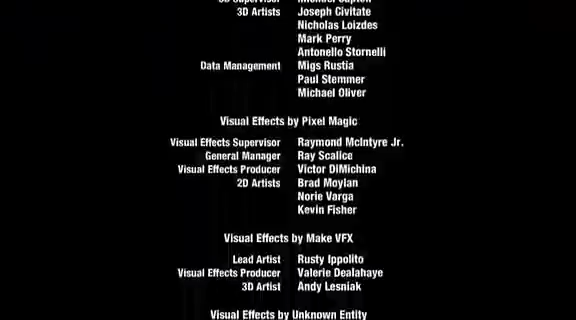 3D Artists Joseph Civitate
Nicholas Loizdes
Mark Perry
Antonello Stornelli
Data Management Migs Rustia
Paul Stemmer
Michael Oliver
Visual Effects by Pixel Magic
Visual Effects Supervisor Raymond McIntyre Jr.
General Manager Ray Scalice
Visual Effects Producer Victor DiMichina
2D Artists Brad Moylan
Norie Varga
Kevin Fisher
Visual Effects by Make VFX
Lead Artist Rusty Ippolito
Visual Effects Producer Valerie Dealahaye
3D Artist Andy Lesniak
Visual Effects by Unknown Entity